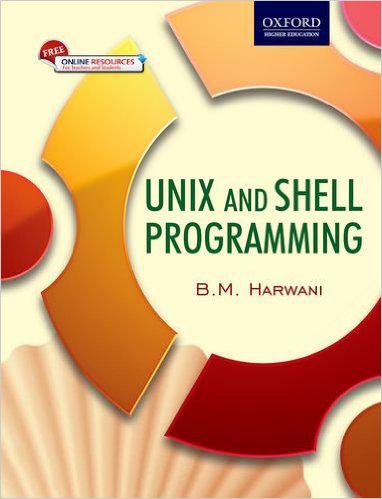 OXFORD
HIGHER EDUCATION
FREE
ONLINE RESOURCES
For Teachers and Students
UNIX AND SHELL
PROGRAMMING
B.M. HARWANI